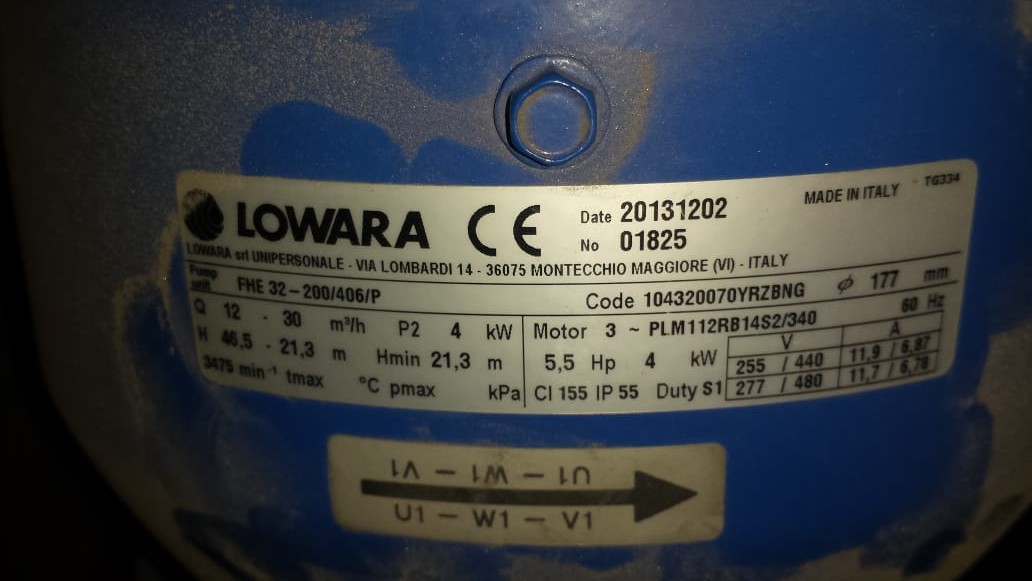 TG334
MADE IN ITALY
LOWARA CE Date 20131202
No 01825
LOWARA srl UNIPERSONALE - VIA LOMBARDI 14 - 36075 MONTECCHIO MAGGIORE (VI) - ITALY
Pump unit FHE 32-200/406/P Code 104320070YRZBNG ϕ 177 mm
Q 12 - 30 m³/h P2 4 kW
H 46,5 - 21,3 m Hmin 21,3 m
3475 min⁻¹ tmax °C pmax kPa
Motor 3 ~ PLM112RB14S2/340 60 Hz
5,5 Hp 4 kW
Cl 155 IP 55 Duty S1
V A
255 / 440 11,9 / 6,87
277 / 480 11,7 / 6,78
U1 - W1 - V1
U1 - W1 - V1